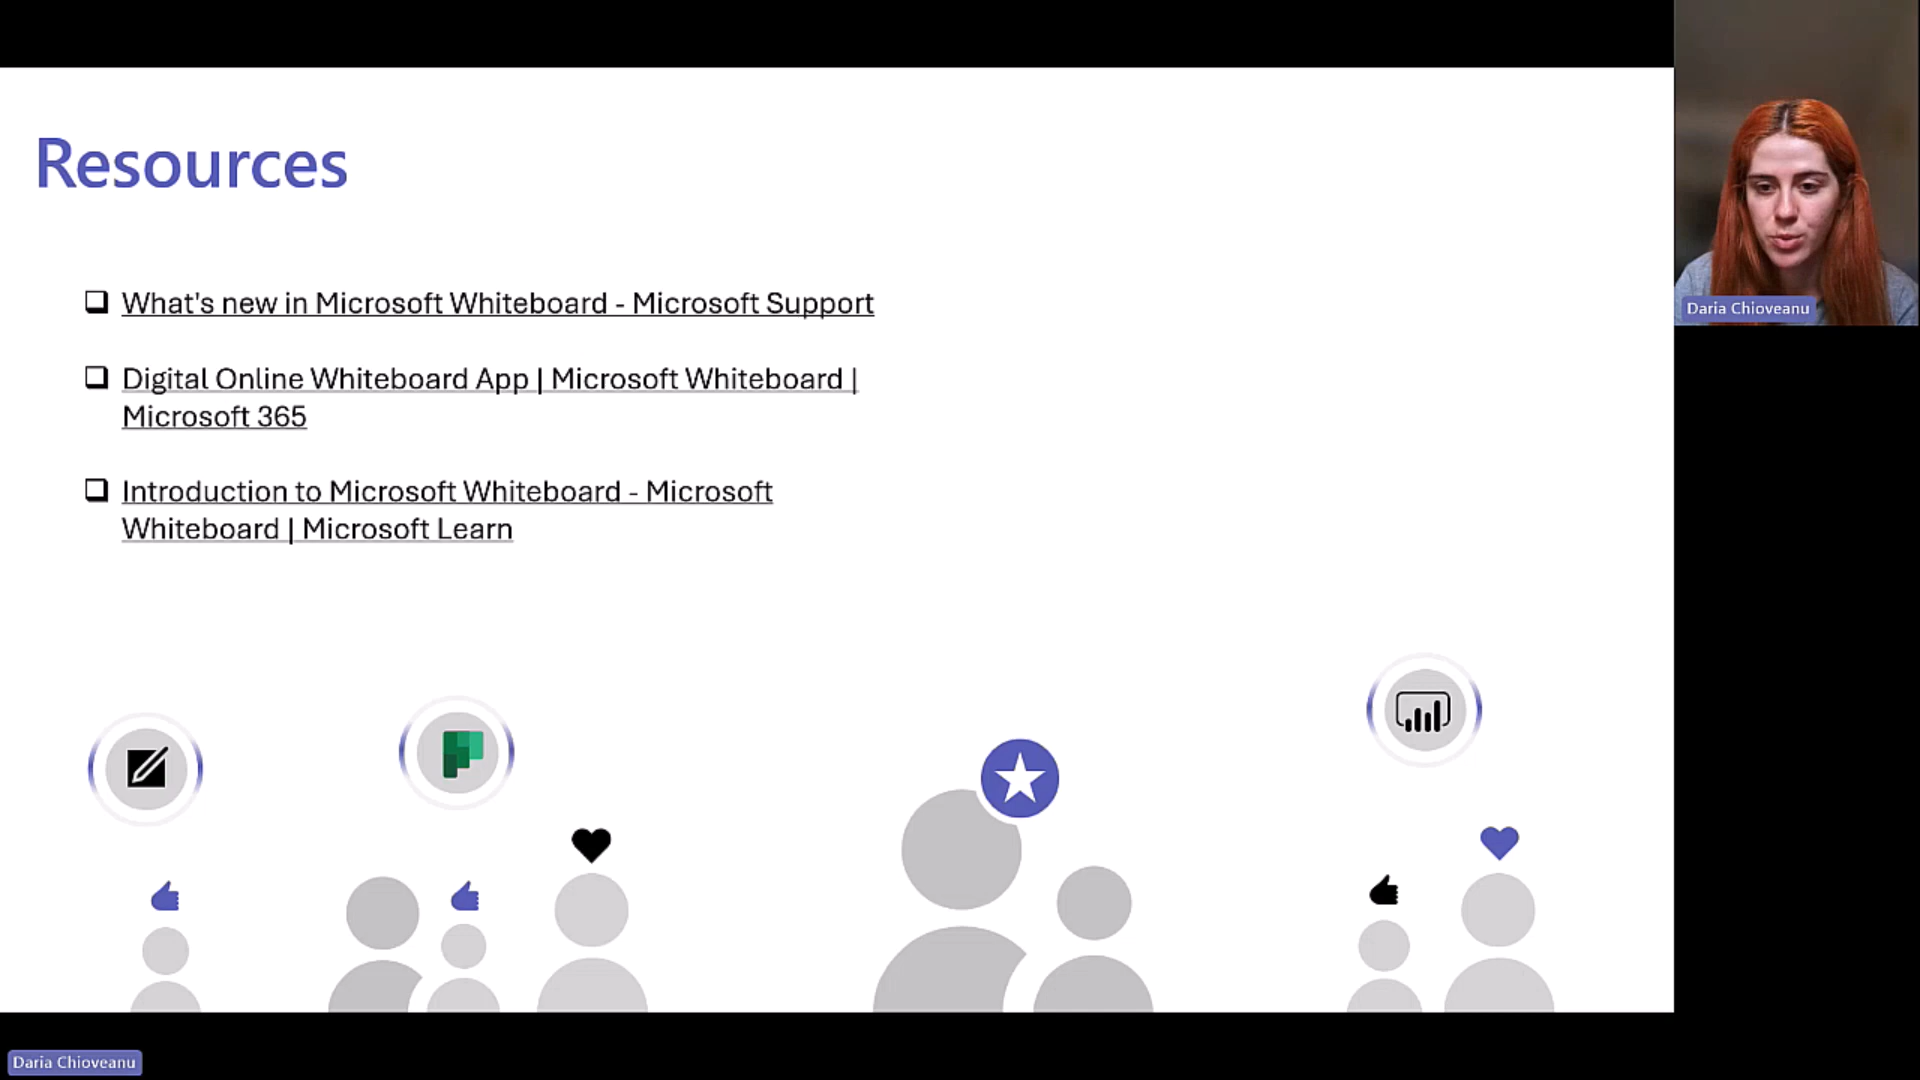 Resources
What's new in Microsoft Whiteboard - Microsoft Support
Digital Online Whiteboard App | Microsoft Whiteboard |
Microsoft 365
Introduction to Microsoft Whiteboard - Microsoft
Whiteboard | Microsoft Learn
Daria Chioveanu
Daria Chioveanu